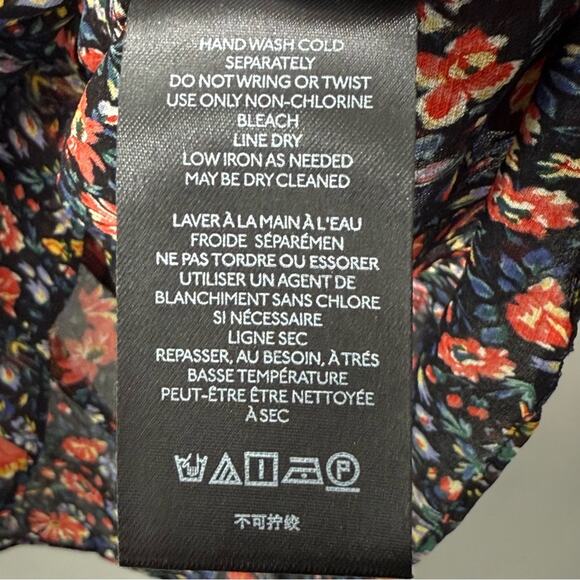 HAND WASH COLD
SEPARATELY
DO NOT WRING OR TWIST
USE ONLY NON-CHLORINE
BLEACH
LINE DRY
LOW IRON AS NEEDED
MAY BE DRY CLEANED
LAVER À LA MAIN À L'EAU
FROIDE SÉPARÉMEN
NE PAS TORDRE OU ESSORER
UTILISER UN AGENT DE
BLANCHIMENT SANS CHLORE
SI NÉCESSAIRE
LIGNE SEC
REPASSER, AU BESOIN, À TRÉS
BASSE TEMPÉRATURE
PEUT-ÊTRE ÊTRE NETTOYÉE
À SEC
P
不可拧绞